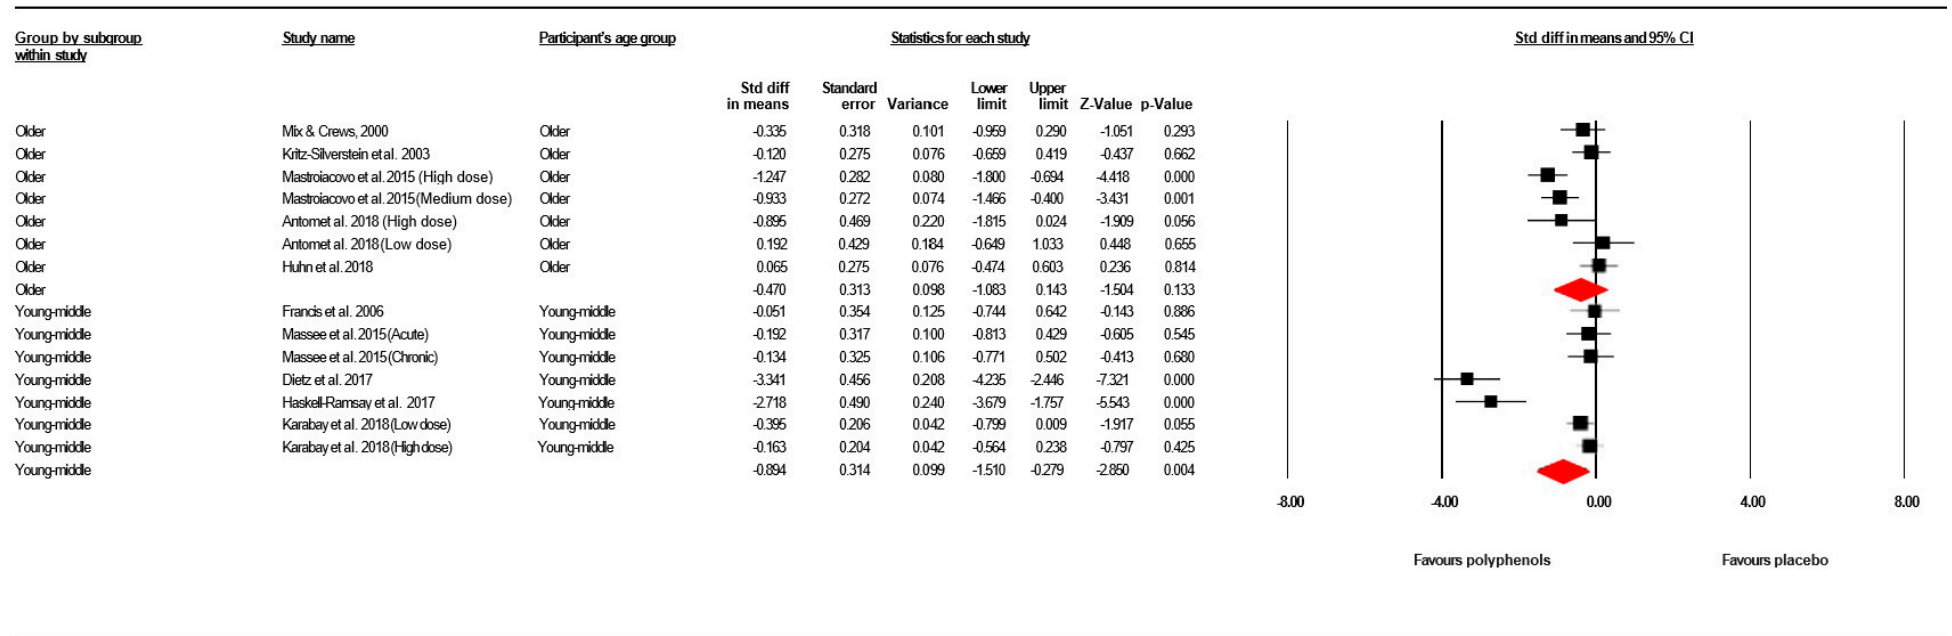 Group by subgroup within study Study name Participant's age group Statistics for each study Std diff in means and 95% CI
Std diff in means Standard error Variance Lower limit Upper limit Z-Value p-Value
Older Mix & Crews, 2000 Older -0.335 0.318 0.101 -0.959 0.290 -1.051 0.293
Older Kritz-Silverstein et al. 2003 Older -0.120 0.275 0.076 -0.659 0.419 -0.437 0.662
Older Mastroiacovo et al. 2015 (High dose) Older -1.247 0.282 0.080 -1.800 -0.694 -4.418 0.000
Older Mastroiacovo et al. 2015(Medium dose) Older -0.933 0.272 0.074 -1.466 -0.400 -3.431 0.001
Older Antomet al. 2018 (High dose) Older -0.895 0.469 0.220 -1.815 0.024 -1.909 0.056
Older Antomet al. 2018(Low dose) Older 0.192 0.429 0.184 -0.649 1.033 0.448 0.655
Older Huhn et al. 2018 Older 0.065 0.275 0.076 -0.474 0.603 0.236 0.814
Older -0.470 0.313 0.098 -1.083 0.143 -1.504 0.133
Young-middle Francis et al. 2006 Young-middle -0.051 0.354 0.125 -0.744 0.642 -0.143 0.886
Young-middle Massee et al. 2015(Acute) Young-middle -0.192 0.317 0.100 -0.813 0.429 -0.605 0.545
Young-middle Massee et al. 2015(Chronic) Young-middle -0.134 0.325 0.106 -0.771 0.502 -0.413 0.680
Young-middle Dietz et al. 2017 Young-middle -3.341 0.456 0.208 -4.235 -2.446 -7.321 0.000
Young-middle Haskell-Ramsay et al. 2017 Young-middle -2.718 0.490 0.240 -3.679 -1.757 -5.543 0.000
Young-middle Karabay et al. 2018(Low dose) Young-middle -0.395 0.206 0.042 -0.799 0.009 -1.917 0.055
Young-middle Karabay et al. 2018(High dose) Young-middle -0.163 0.204 0.042 -0.564 0.238 -0.797 0.425
Young-middle -0.894 0.314 0.099 -1.510 -0.279 -2.850 0.004
-8.00 -4.00 0.00 4.00 8.00
Favours polyphenols Favours placebo